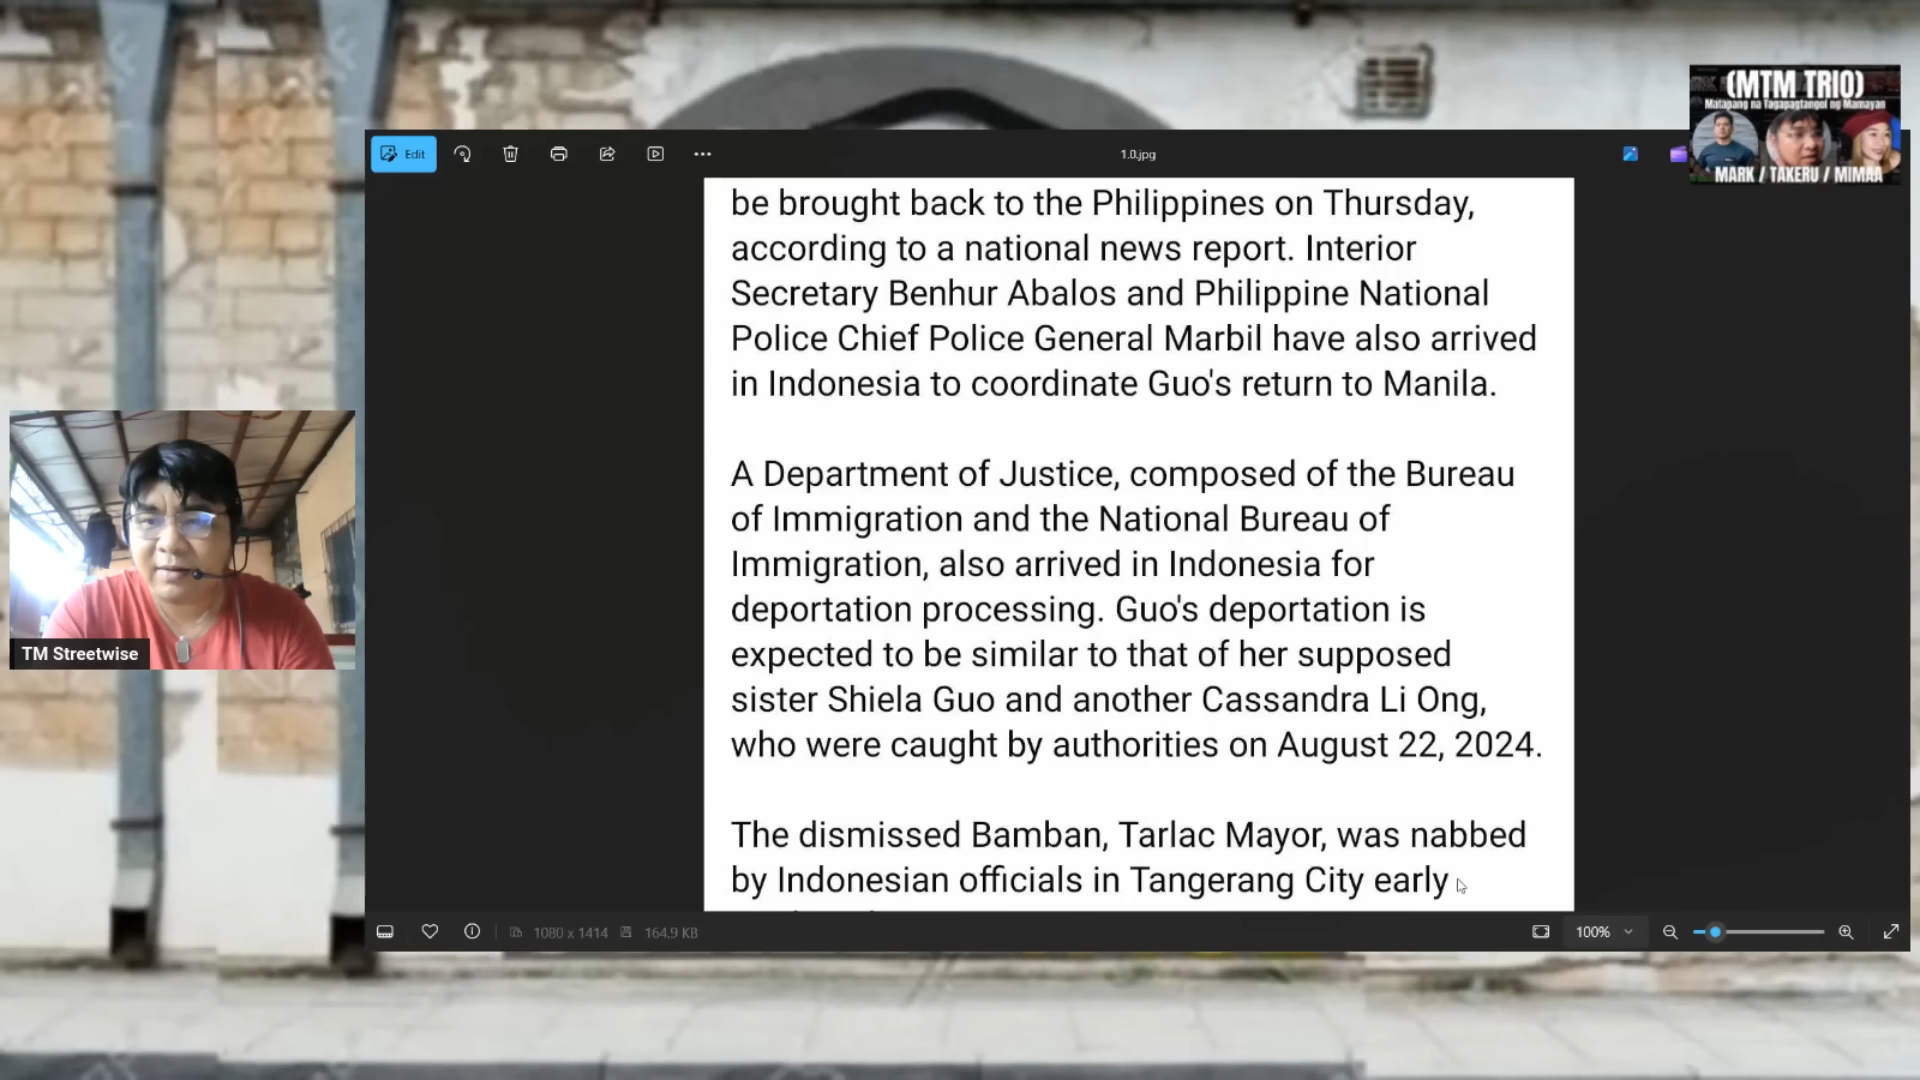 (MTM TRIO)
Matapang na Tagapagtangol ng Mamayan
MARK / TAKERU / MIMAA
Edit
1.0.jpg
be brought back to the Philippines on Thursday,
according to a national news report. Interior
Secretary Benhur Abalos and Philippine National
Police Chief Police General Marbil have also arrived
in Indonesia to coordinate Guo's return to Manila.
A Department of Justice, composed of the Bureau
of Immigration and the National Bureau of
Immigration, also arrived in Indonesia for
deportation processing. Guo's deportation is
expected to be similar to that of her supposed
sister Shiela Guo and another Cassandra Li Ong,
who were caught by authorities on August 22, 2024.
The dismissed Bamban, Tarlac Mayor, was nabbed
by Indonesian officials in Tangerang City early
TM Streetwise
1080 x 1414
164.9 KB
100%